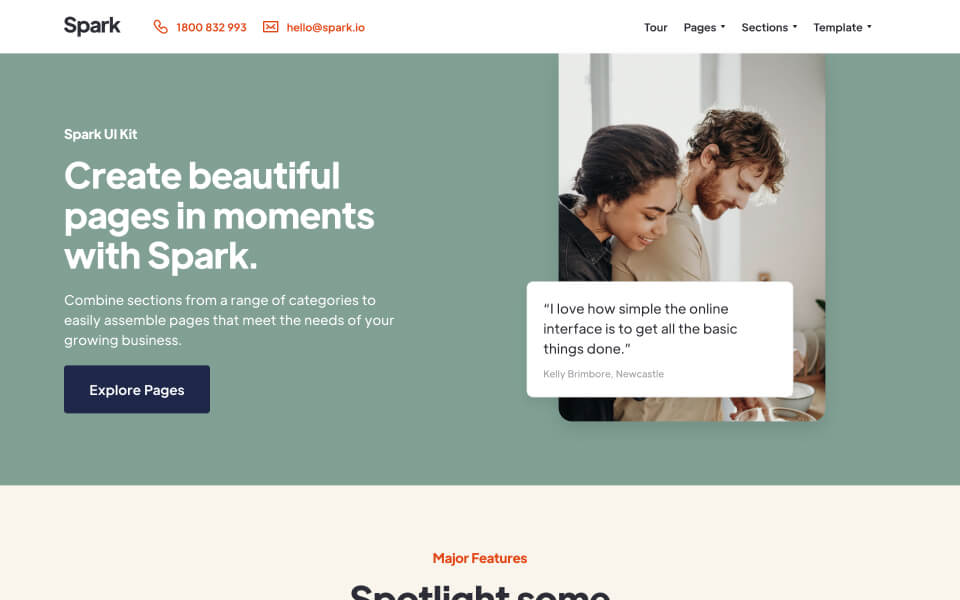 Spark
1800 832 993
hello@spark.io
Tour
Pages
Sections
Template
Spark UI Kit
Create beautiful
pages in moments
with Spark.
Combine sections from a range of categories to
easily assemble pages that meet the needs of your
growing business.
Explore Pages
“I love how simple the online
interface is to get all the basic
things done.”
Kelly Brimbore, Newcastle
Major Features
Spotlight some